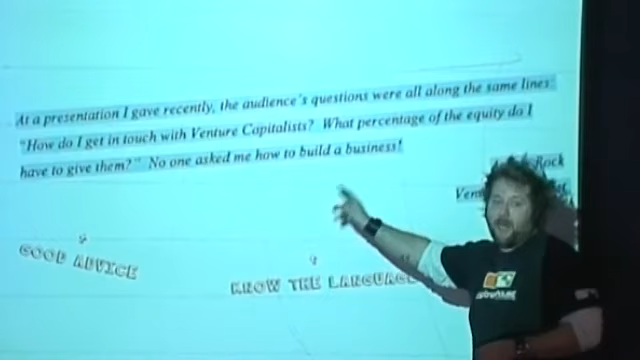 At a presentation I gave recently, the audience's questions were all along the same lines:
"How do I get in touch with Venture Capitalists? What percentage of the equity do I
have to give them?" No one asked me how to build a business!
Rock
GOOD ADVICE
KNOW THE LANGUAGE